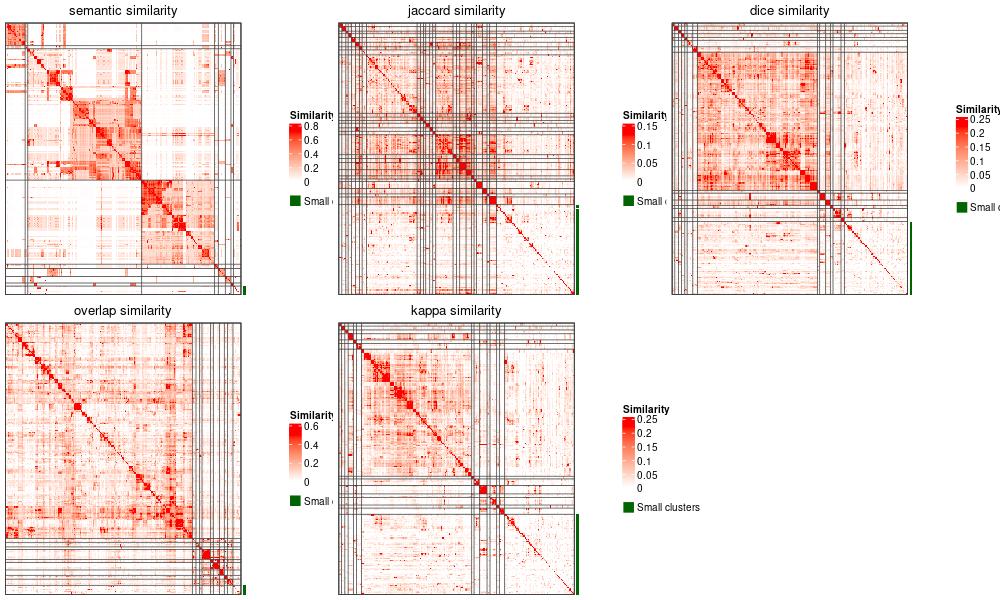 semantic similarity
Similarity
0.8
0.6
0.4
0.2
0
Small
jaccard similarity
Similarity
0.15
0.1
0.05
0
Small
dice similarity
Similarity
0.25
0.2
0.15
0.1
0.05
0
Small c
overlap similarity
Similarity
0.6
0.4
0.2
0
Small
kappa similarity
Similarity
0.25
0.2
0.15
0.1
0.05
0
Small clusters